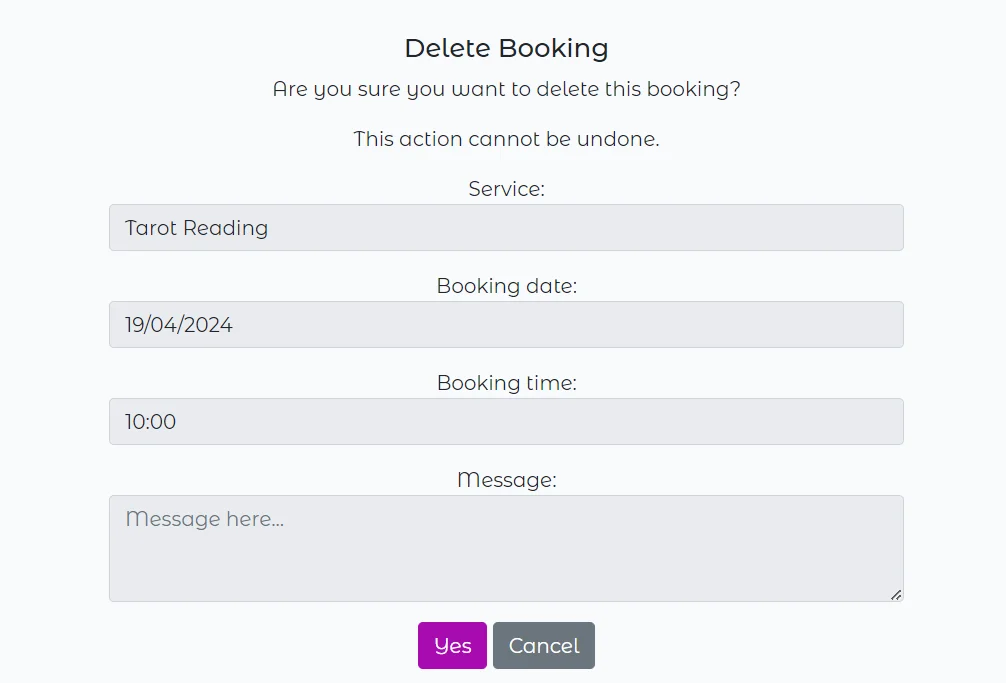 Delete Booking
Are you sure you want to delete this booking?
This action cannot be undone.
Service:
Tarot Reading
Booking date:
19/04/2024
Booking time:
10:00
Message:
Message here...
Yes Cancel